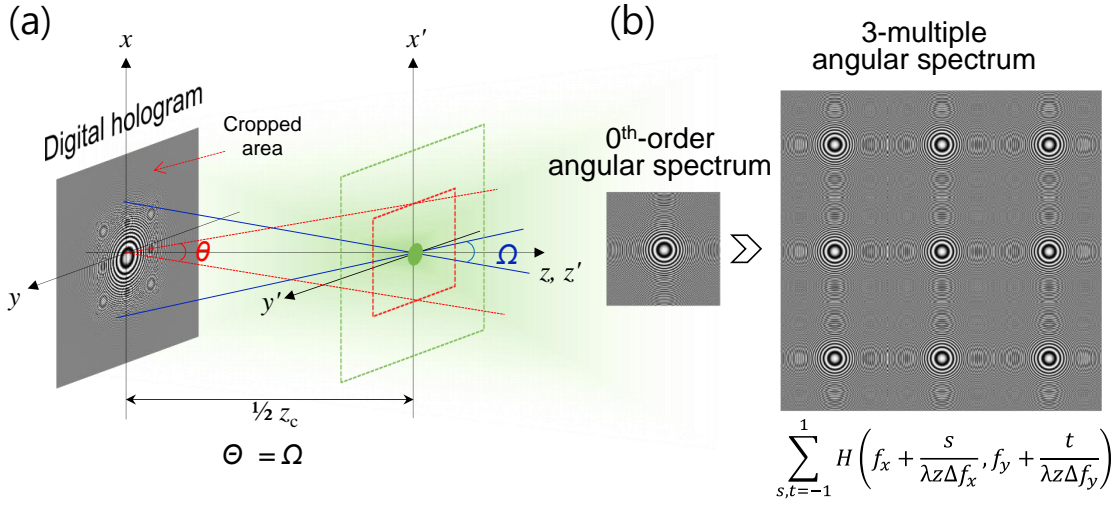 (a)
x
x′
Digital hologram
Cropped
area
θ
Ω
z, z′
y
y′
½ z_c
Θ = Ω
(b)
3-multiple
angular spectrum
0th-order
angular spectrum
∑_{s,t=−1}^{1} H(f_x + s/(λzΔf_x), f_y + t/(λzΔf_y))